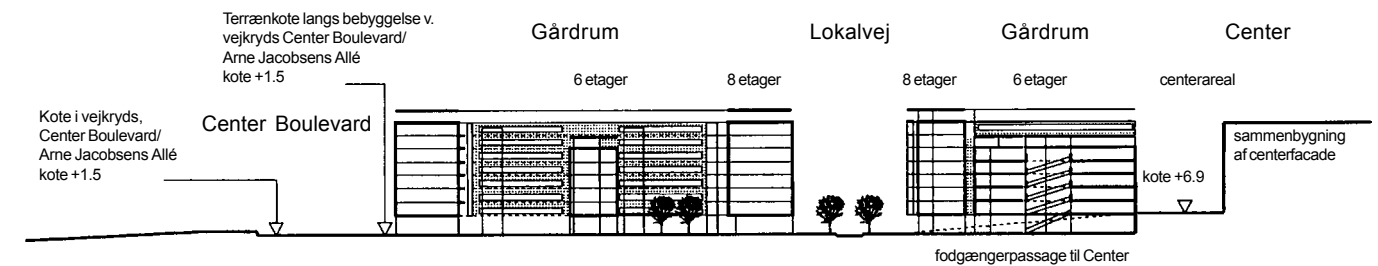 Terrænkote langs bebyggelse v.
vejkryds Center Boulevard/
Arne Jacobsens Allé
kote +1.5
Gårdrum
Lokalvej
Gårdrum
Center
6 etager
8 etager
8 etager
6 etager
centerareal
Kote i vejkryds,
Center Boulevard/
Arne Jacobsens Allé
kote +1.5
Center Boulevard
sammenbygning
af centerfacade
kote +6.9
fodgængerpassage til Center